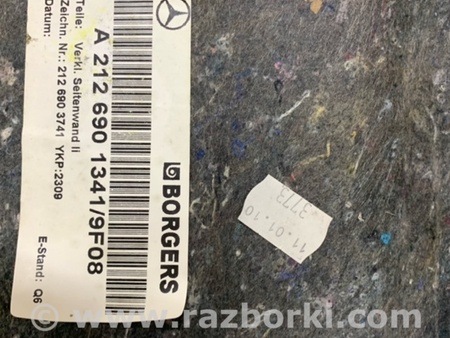 BORGERS
A 212 690 1341/9F08
Teile: Verkl. Seitenwand li
Zeichn. Nr.: 212 690 3741 YKP:2309
Datum:
E-Stand: Q6
3773
11.01.10
www.razborki.com